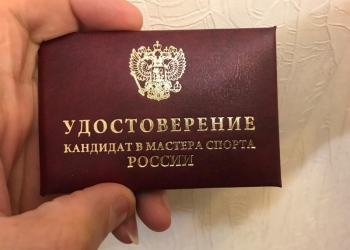 УДОСТОВЕРЕНИЕ
КАНДИДАТ В МАСТЕРА СПОРТА
РОССИИ